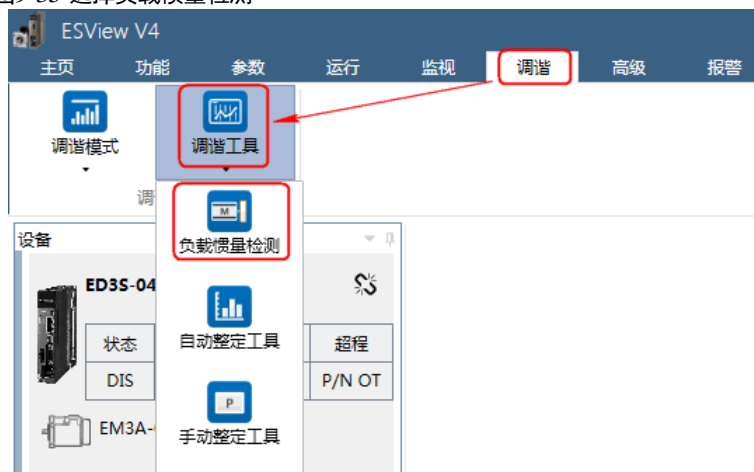 ESView V4
主页 功能 参数 运行 监视 调谐 高级 报警
调谐模式 调谐工具
调
设备
负载惯量检测
ED3S-04
自动整定工具
状态 超程
DIS P/N OT
EM3A-
手动整定工具